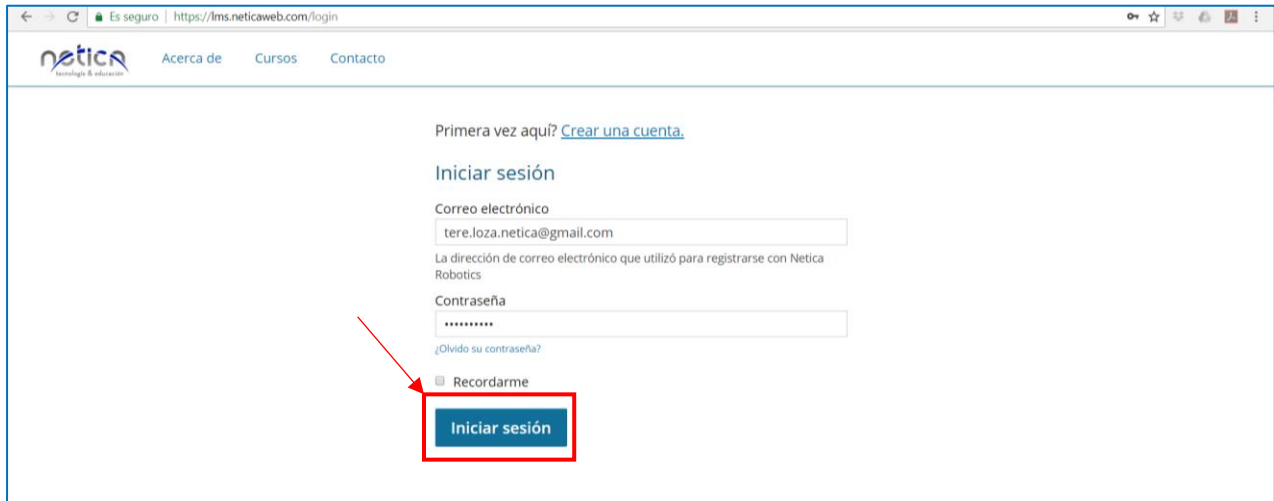 Es seguro | https://lms.neticaweb.com/login
netica
tecnología & educación
Acerca de Cursos Contacto
Primera vez aquí? Crear una cuenta.
Iniciar sesión
Correo electrónico
tere.loza.netica@gmail.com
La dirección de correo electrónico que utilizó para registrarse con Netica
Robotics
Contraseña
••••••••••
¿Olvido su contraseña?
Recordarme
Iniciar sesión